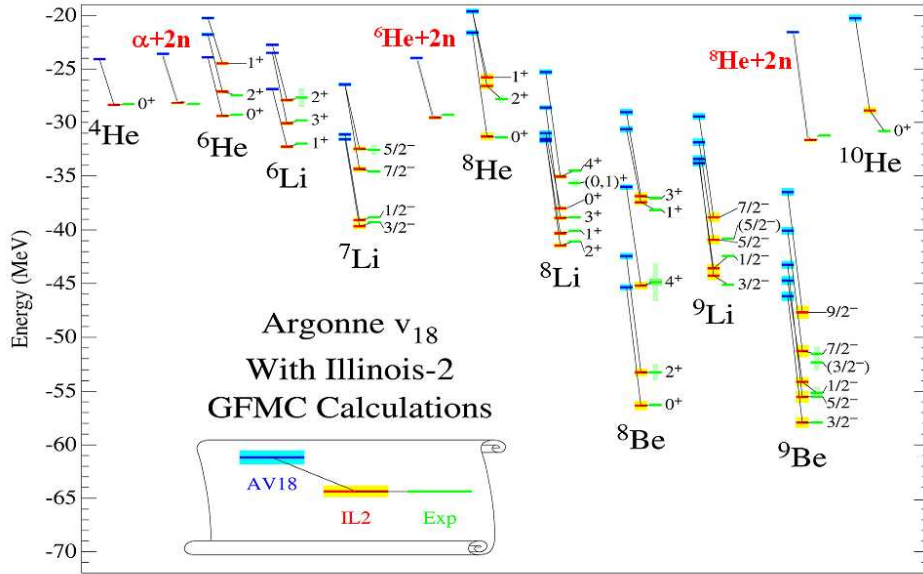 -20
-25
-30
-35
-40
-45
-50
-55
-60
-65
-70
Energy (MeV)
α+2n
⁶He+2n
⁸He+2n
0⁺
⁴He
1⁺
2⁺
0⁺
⁶He
2⁺
3⁺
1⁺
⁶Li
5/2⁻
7/2⁻
1/2⁻
3/2⁻
⁷Li
1⁺
2⁺
0⁺
⁸He
4⁺
(0,1)⁺
0⁺
3⁺
1⁺
2⁺
⁸Li
3⁺
1⁺
4⁺
2⁺
0⁺
⁸Be
7/2⁻
(5/2⁻)
5/2⁻
1/2⁻
3/2⁻
⁹Li
9/2⁻
7/2⁻
(3/2⁻)
1/2⁻
5/2⁻
3/2⁻
⁹Be
0⁺
¹⁰He
Argonne v₁₈
With Illinois-2
GFMC Calculations
AV18
IL2
Exp